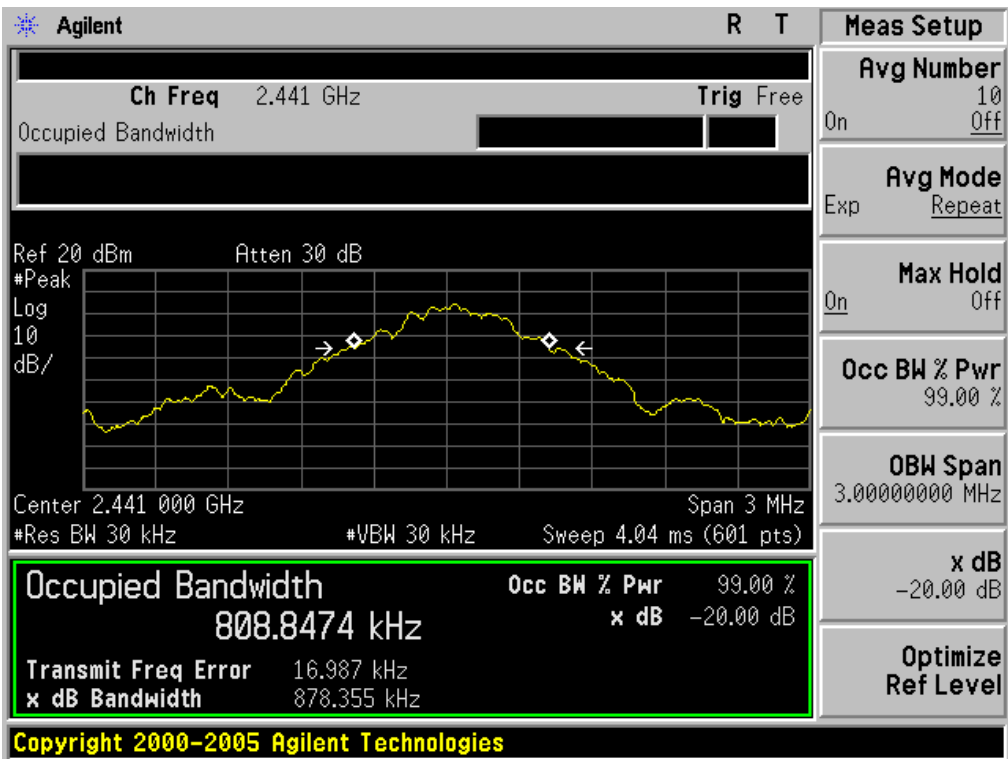 Agilent R T
Ch Freq 2.441 GHz Trig Free
Occupied Bandwidth
Ref 20 dBm Atten 30 dB
#Peak
Log
10
dB/
Center 2.441 000 GHz Span 3 MHz
#Res BW 30 kHz #VBW 30 kHz Sweep 4.04 ms (601 pts)
Occupied Bandwidth Occ BW % Pwr 99.00 %
808.8474 kHz x dB -20.00 dB
Transmit Freq Error 16.987 kHz
x dB Bandwidth 878.355 kHz
Copyright 2000-2005 Agilent Technologies
Meas Setup
Avg Number
10
On Off
Avg Mode
Exp Repeat
Max Hold
On Off
Occ BW % Pwr
99.00 %
OBW Span
3.00000000 MHz
x dB
-20.00 dB
Optimize
Ref Level